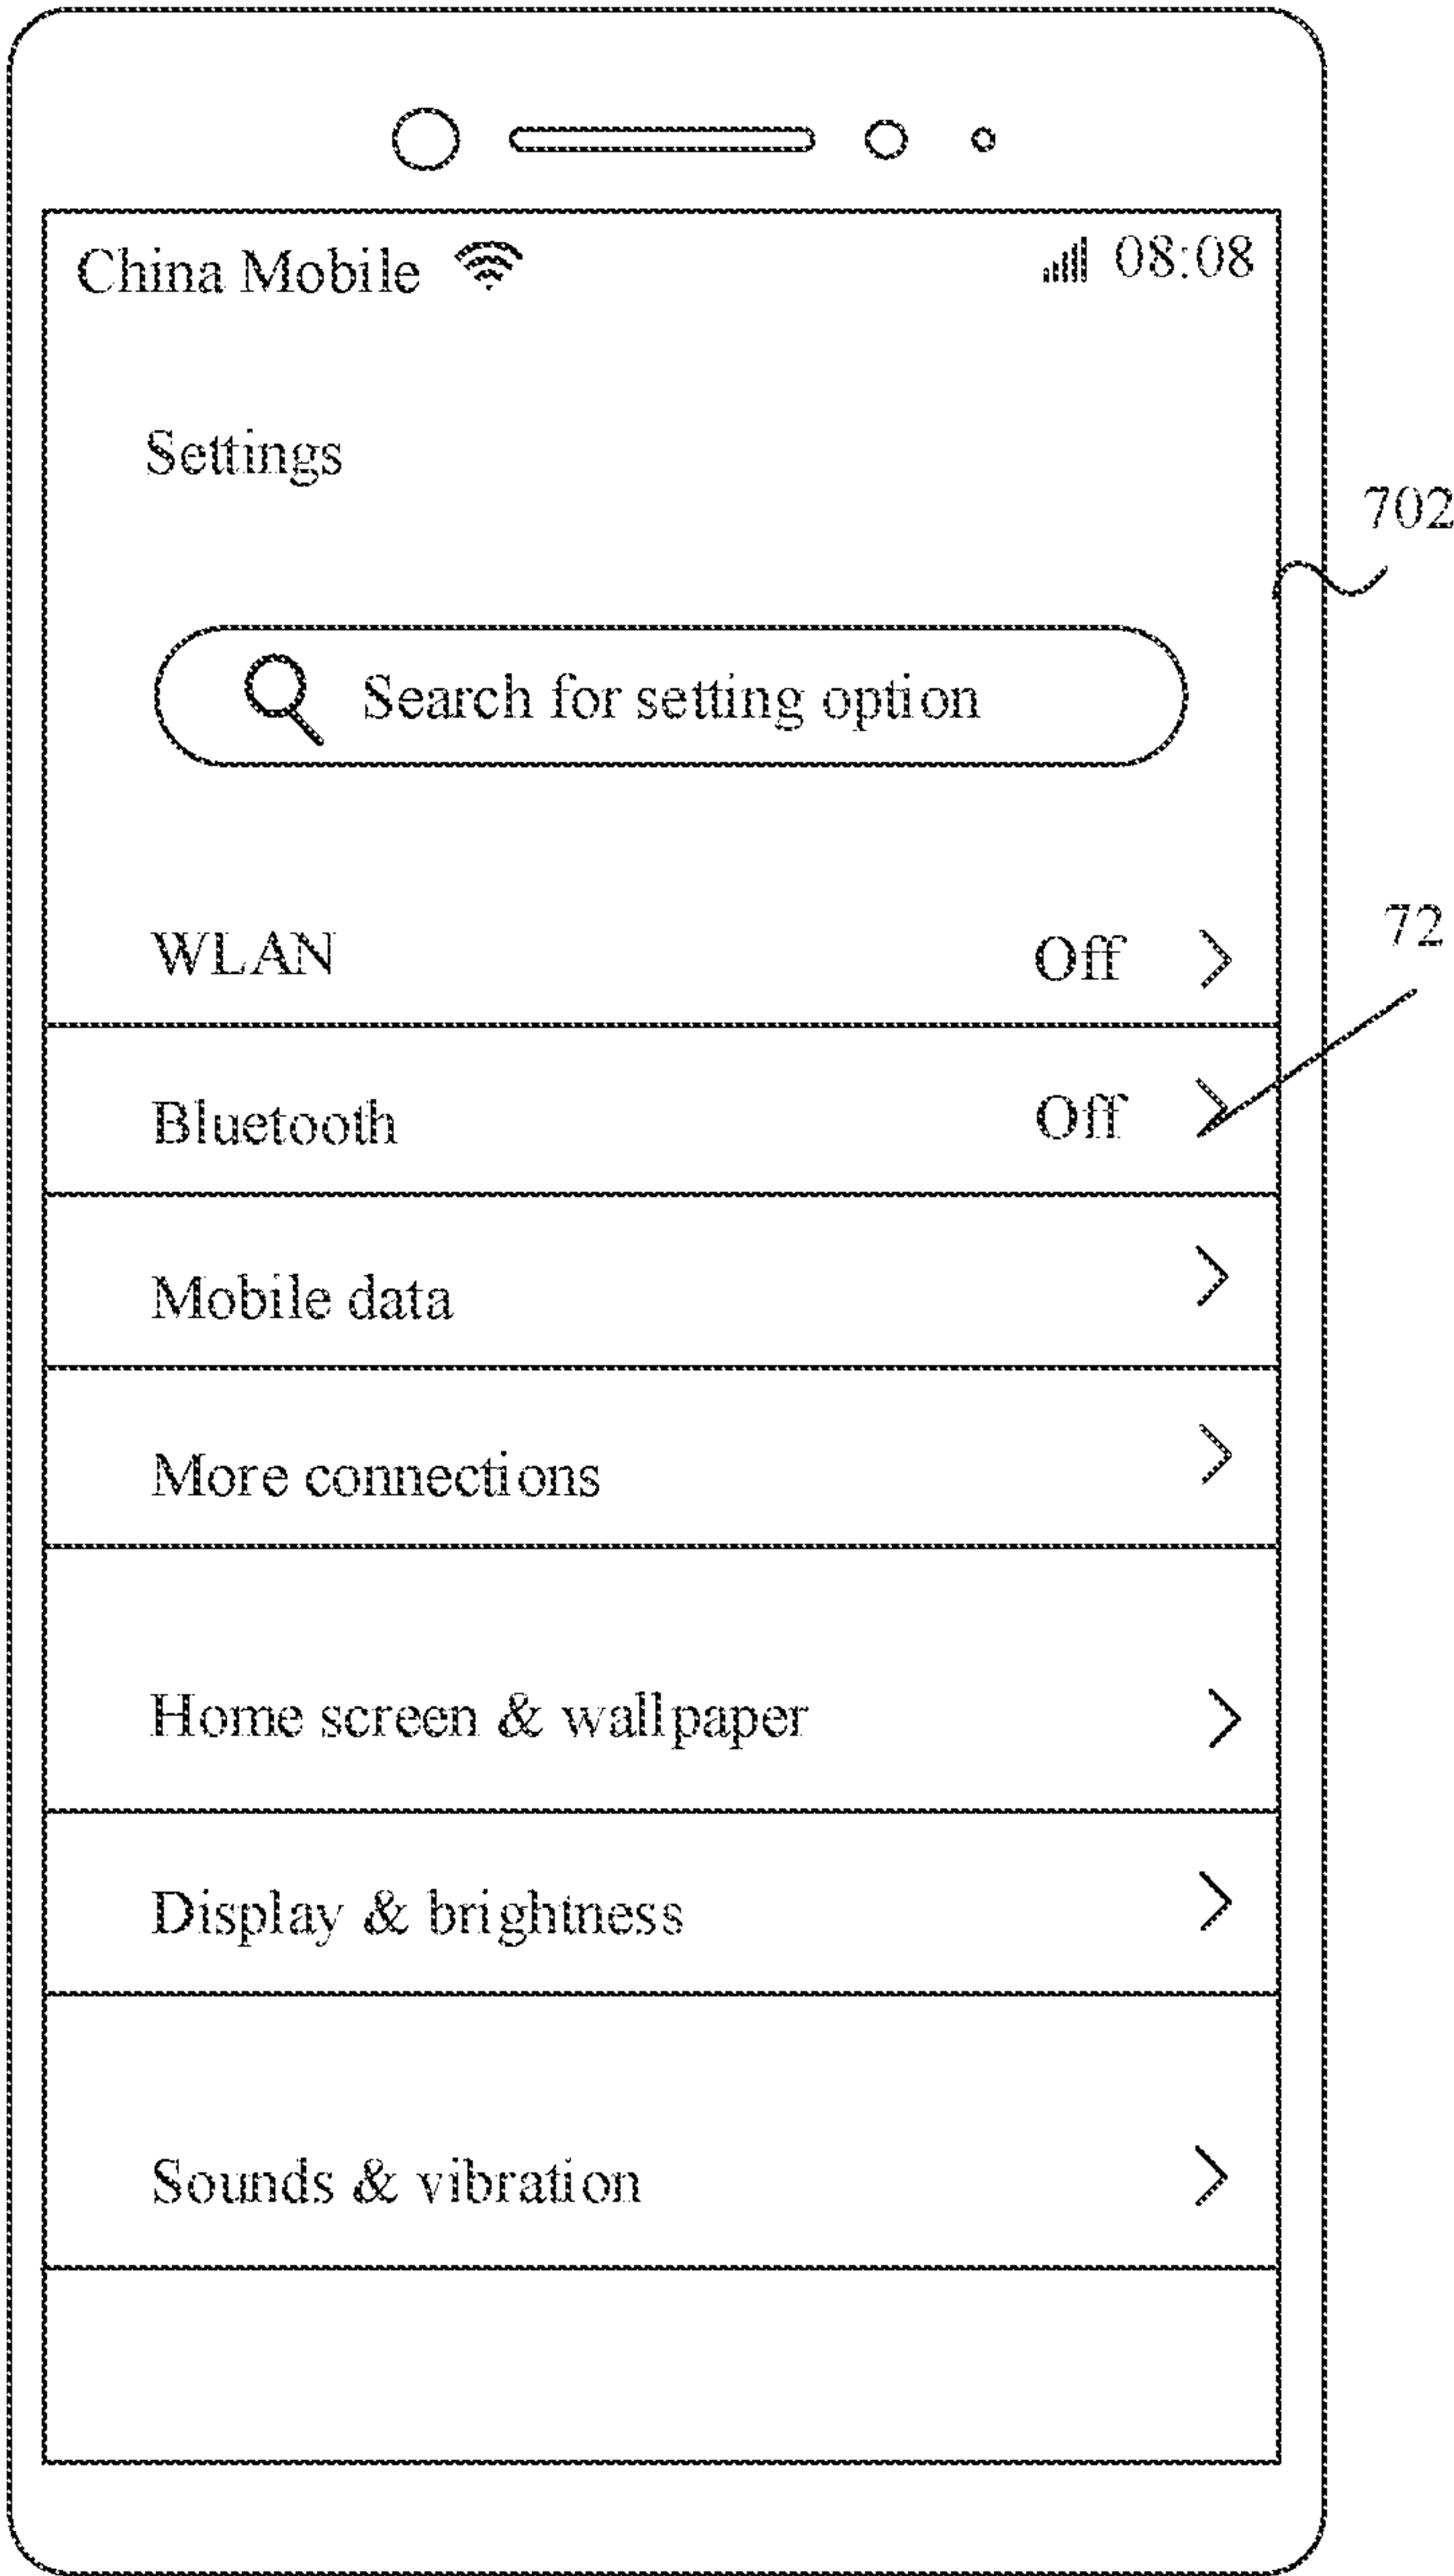 China Mobile 08:08
Settings
702
Search for setting option
72
WLAN Off
Bluetooth Off
Mobile data
More connections
Home screen & wallpaper
Display & brightness
Sounds & vibration